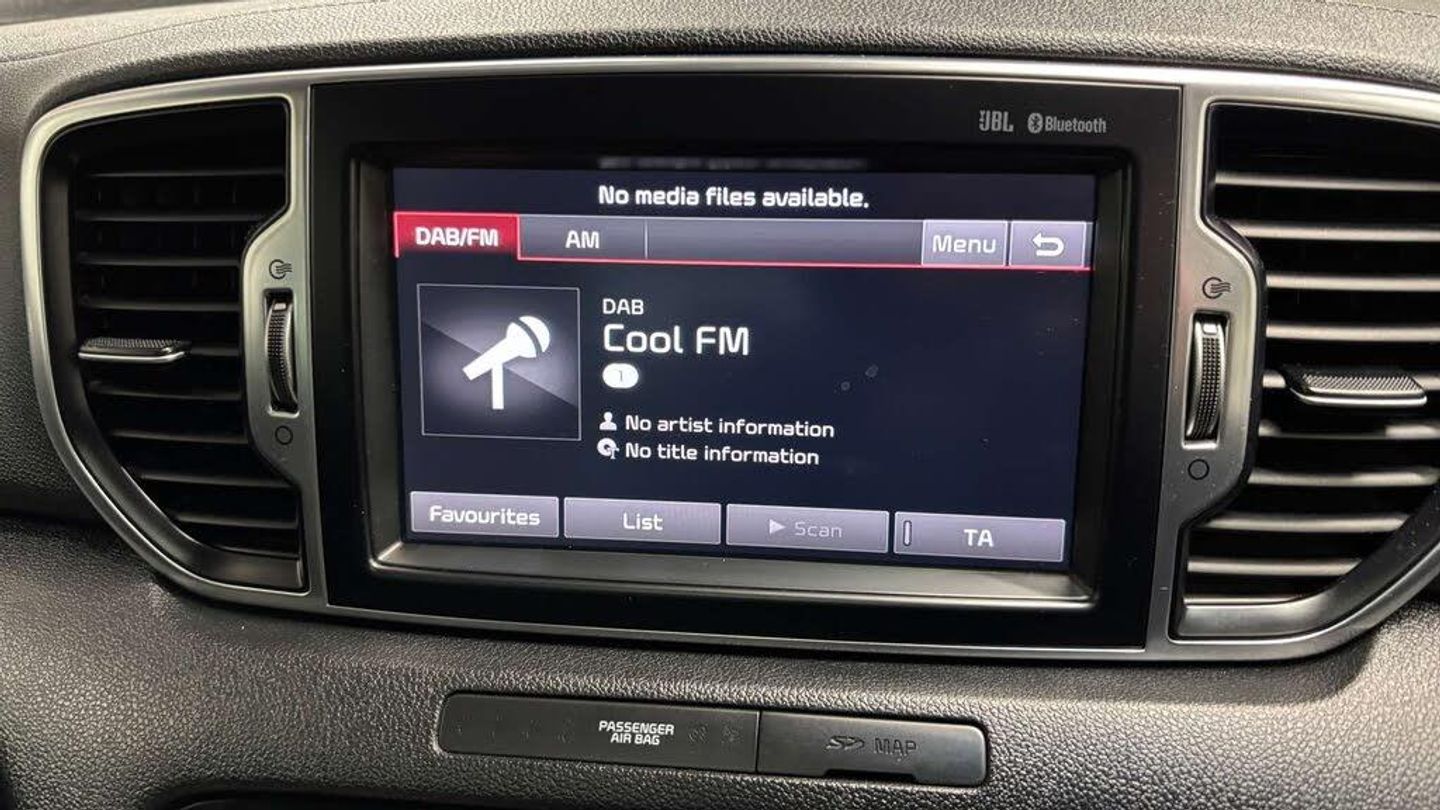 JBL Bluetooth
No media files available.
DAB/FM AM Menu
DAB
Cool FM
1
No artist information
No title information
Favourites List Scan TA
PASSENGER
AIR BAG
SD MAP